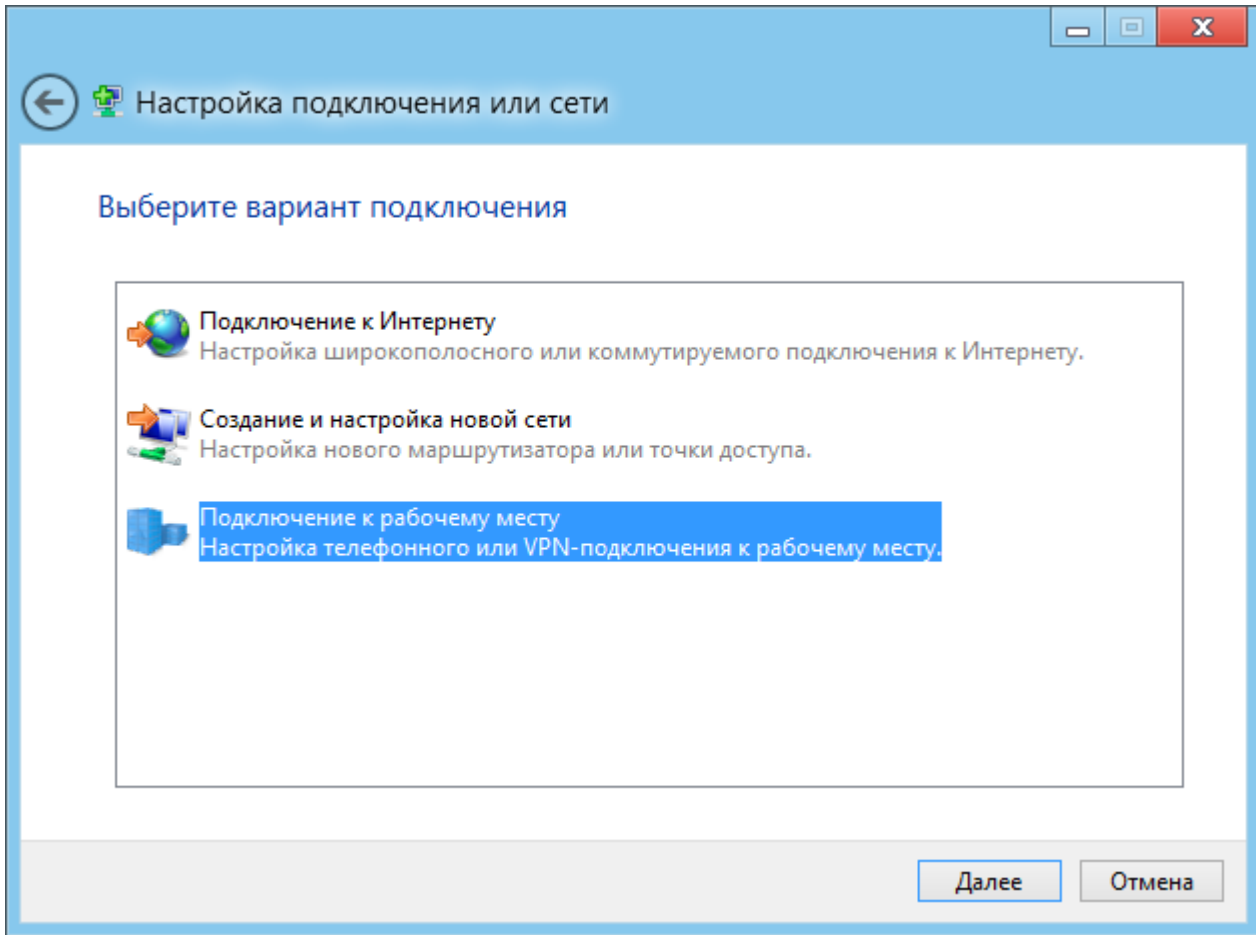 Настройка подключения или сети
Выберите вариант подключения
Подключение к Интернету
Настройка широкополосного или коммутируемого подключения к Интернету.
Создание и настройка новой сети
Настройка нового маршрутизатора или точки доступа.
Подключение к рабочему месту
Настройка телефонного или VPN-подключения к рабочему месту.
Далее Отмена